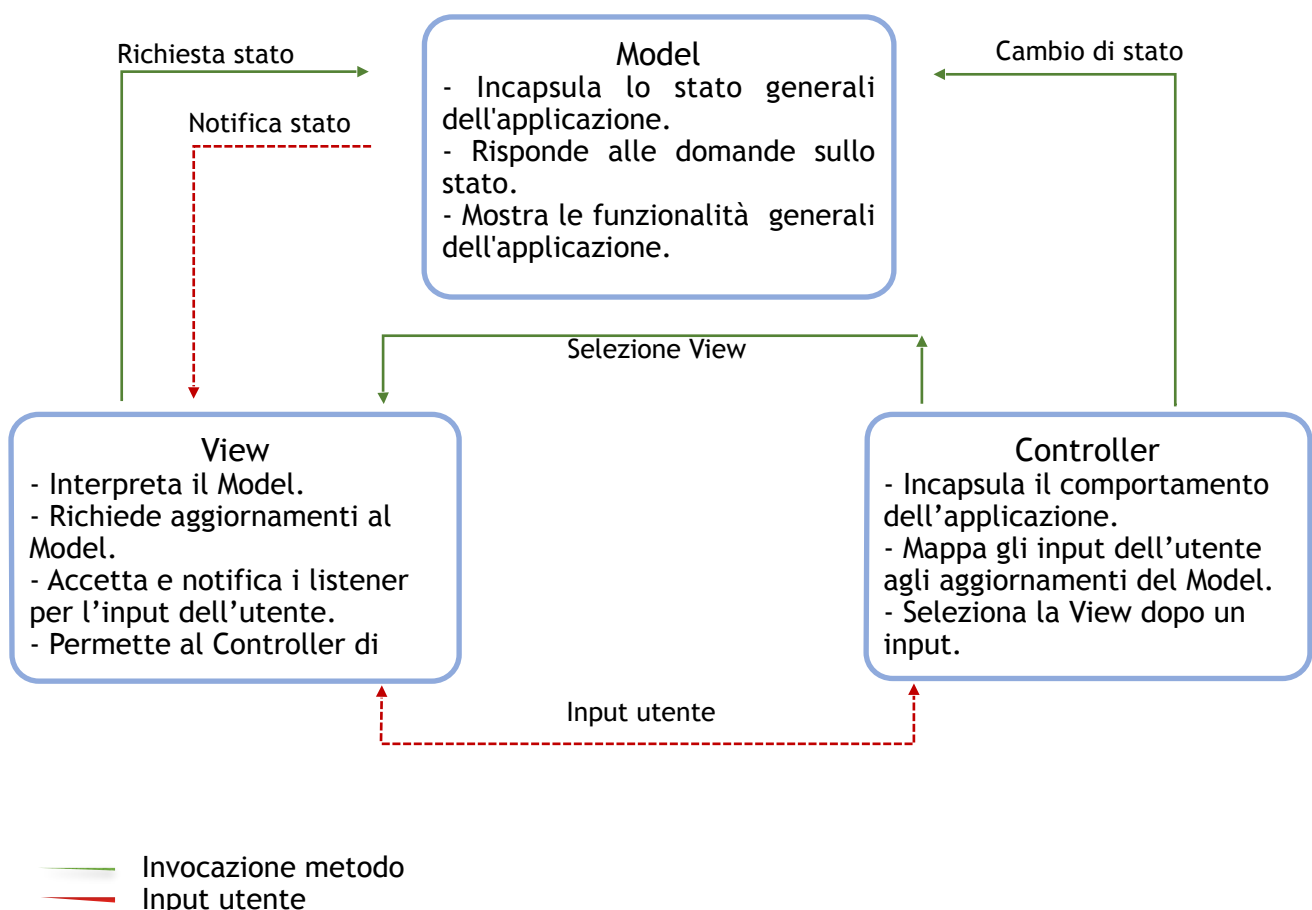 Richiesta stato
Cambio di stato
Notifica stato
Model
- Incapsula lo stato generali
dell'applicazione.
- Risponde alle domande sullo
stato.
- Mostra le funzionalità generali
dell'applicazione.
Selezione View
View
- Interpreta il Model.
- Richiede aggiornamenti al
Model.
- Accetta e notifica i listener
per l’input dell’utente.
- Permette al Controller di
Controller
- Incapsula il comportamento
dell’applicazione.
- Mappa gli input dell’utente
agli aggiornamenti del Model.
- Seleziona la View dopo un
input.
Input utente
Invocazione metodo
Input utente